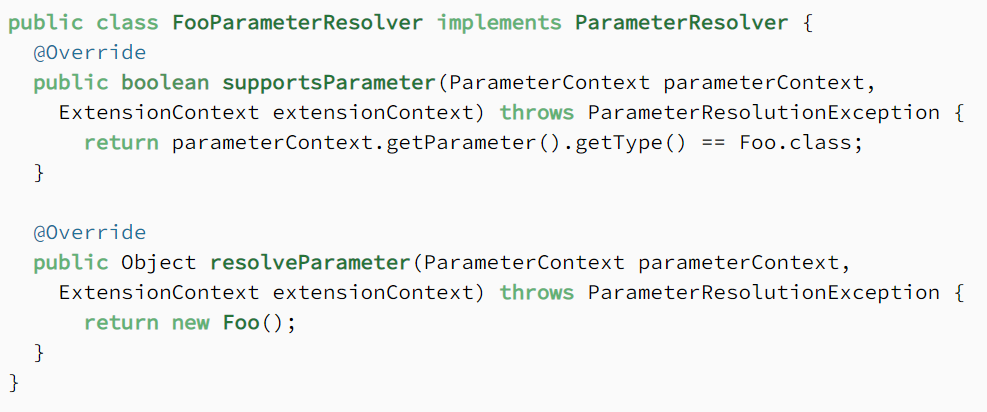 public class FooParameterResolver implements ParameterResolver {
  @Override
  public boolean supportsParameter(ParameterContext parameterContext,
    ExtensionContext extensionContext) throws ParameterResolutionException {
      return parameterContext.getParameter().getType() == Foo.class;
  }

  @Override
  public Object resolveParameter(ParameterContext parameterContext,
    ExtensionContext extensionContext) throws ParameterResolutionException {
      return new Foo();
  }
}